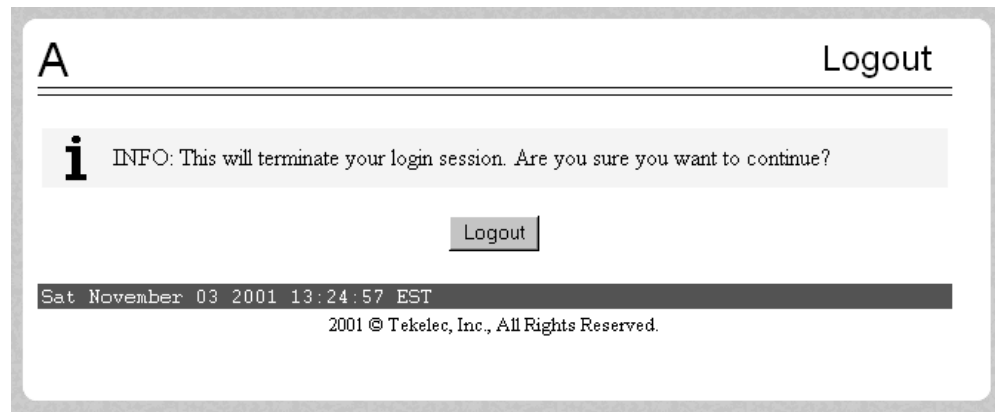 A Logout
i INFO: This will terminate your login session. Are you sure you want to continue?
Logout
Sat November 03 2001 13:24:57 EST
2001 © Tekelec, Inc., All Rights Reserved.